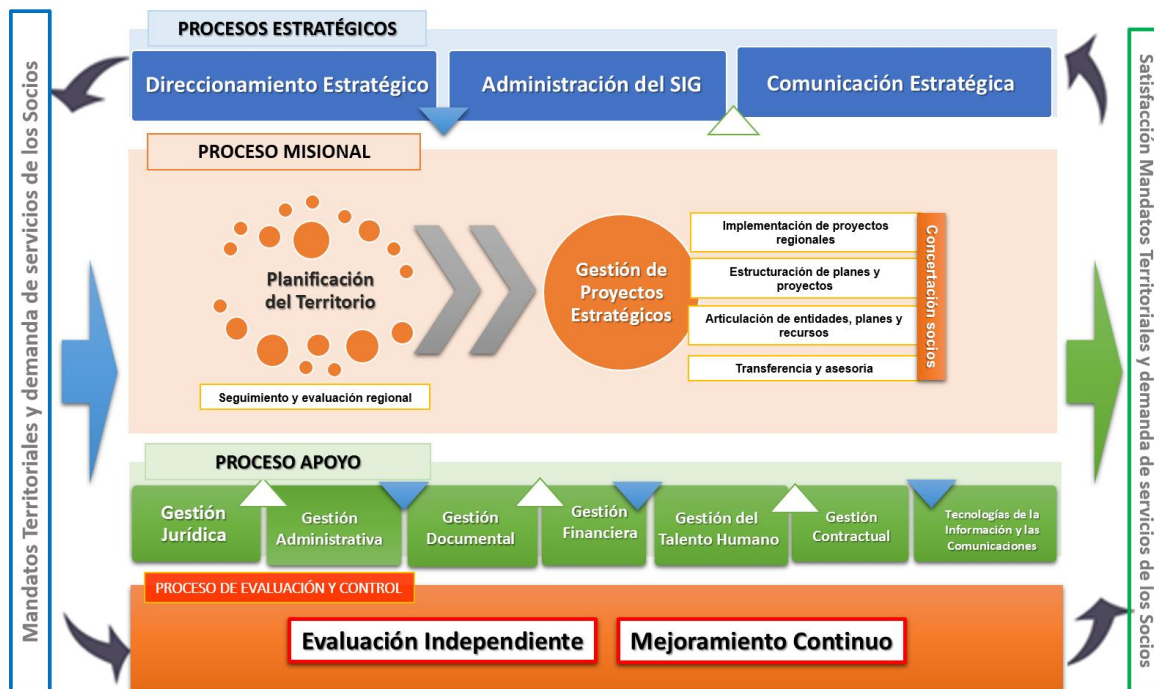 Mandatos Territoriales y demanda de servicios de los Socios
PROCESOS ESTRATÉGICOS
Direccionamiento Estratégico
Administración del SIG
Comunicación Estratégica
PROCESO MISIONAL
Planificación
del Territorio
Seguimiento y evaluación regional
Gestión de
Proyectos
Estratégicos
Implementación de proyectos
regionales
Estructuración de planes y
proyectos
Articulación de entidades, planes y
recursos
Transferencia y asesoría
Concertación socios
PROCESO APOYO
Gestión
Jurídica
Gestión
Administrativa
Gestión
Documental
Gestión
Financiera
Gestión del
Talento Humano
Gestión
Contractual
Tecnologías de la
Información y las
Comunicaciones
PROCESO DE EVALUACIÓN Y CONTROL
Evaluación Independiente
Mejoramiento Continuo
Satisfacción Mandatos Territoriales y demanda de servicios de los Socios